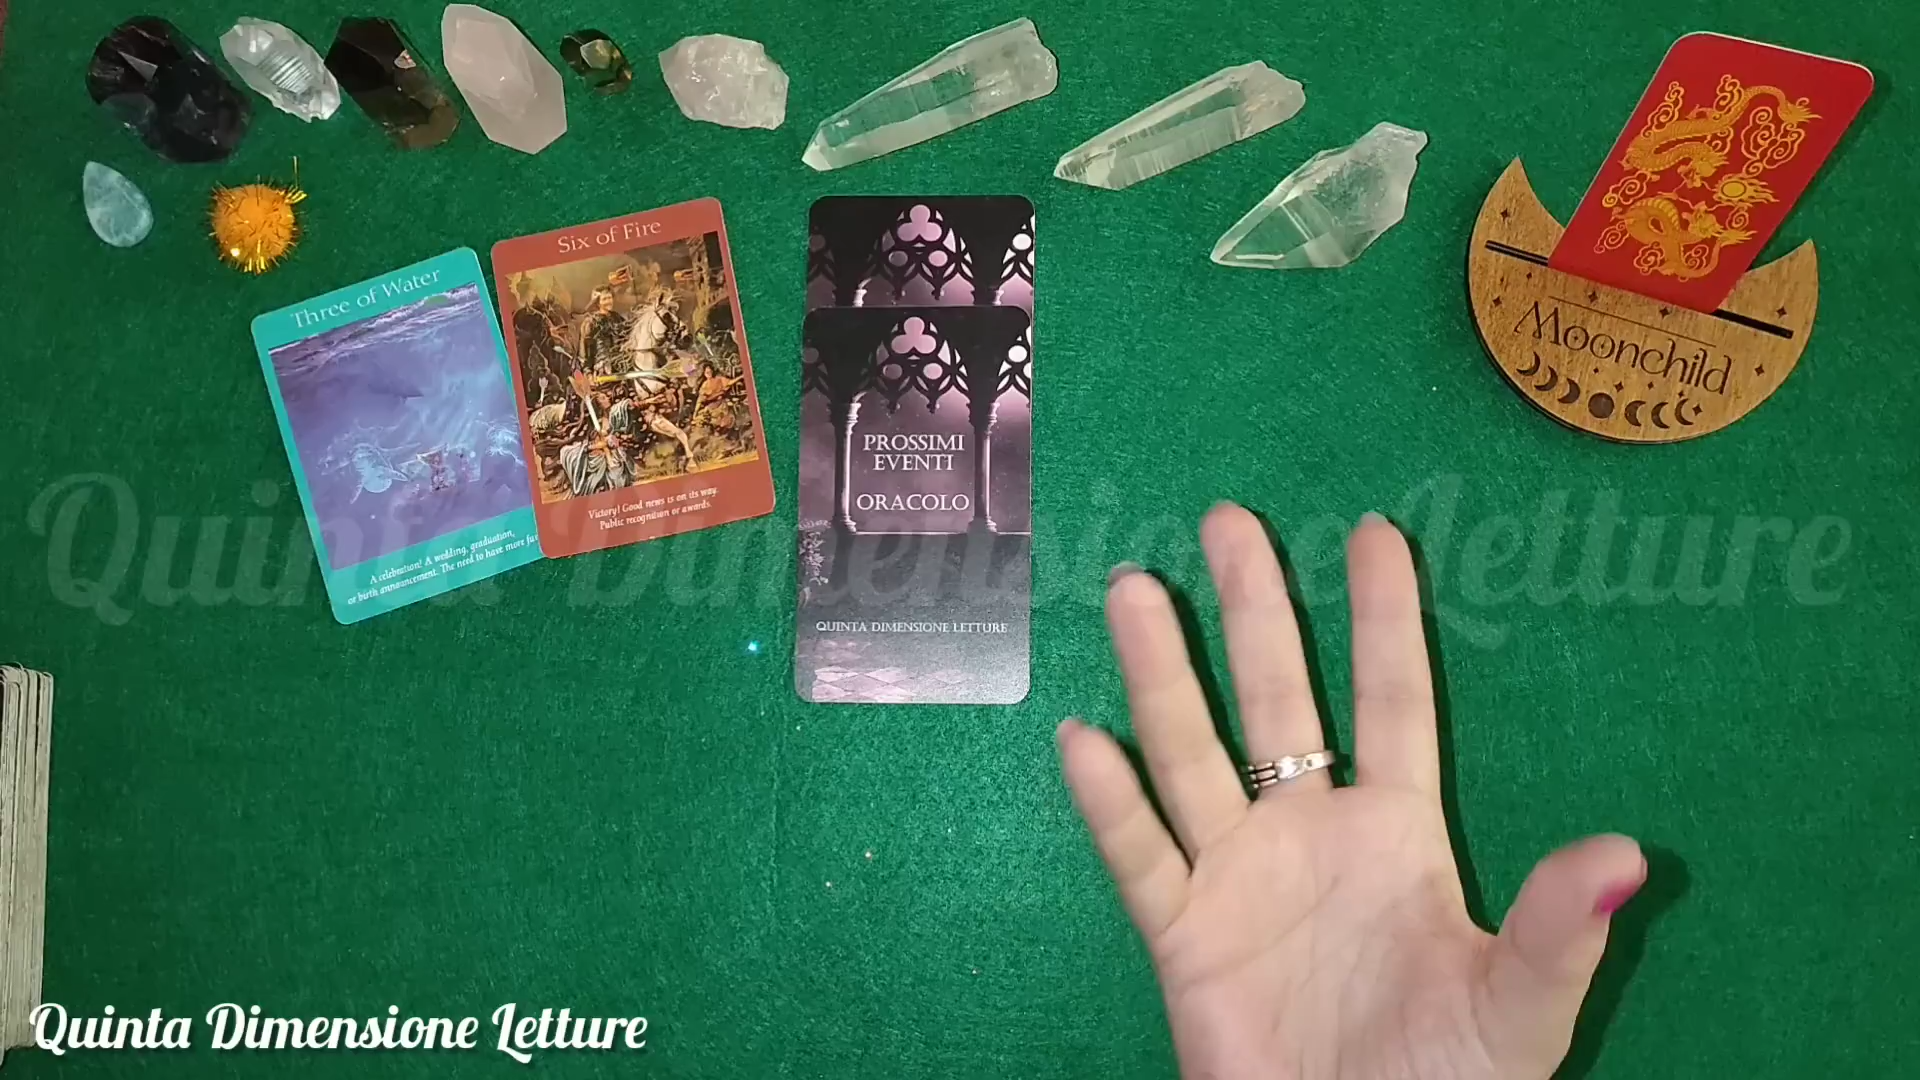 Three of Water
A celebration! A wedding, graduation,
or birth announcement. The need to have more
Six of Fire
Victory! Good news is on its way.
Public recognition or awards.
PROSSIMI
EVENTI
ORACOLO
QUINTA DIMENSIONE LETTURE
Moonchild
Quinta Dimensione Letture
Quinta Dimensione Letture